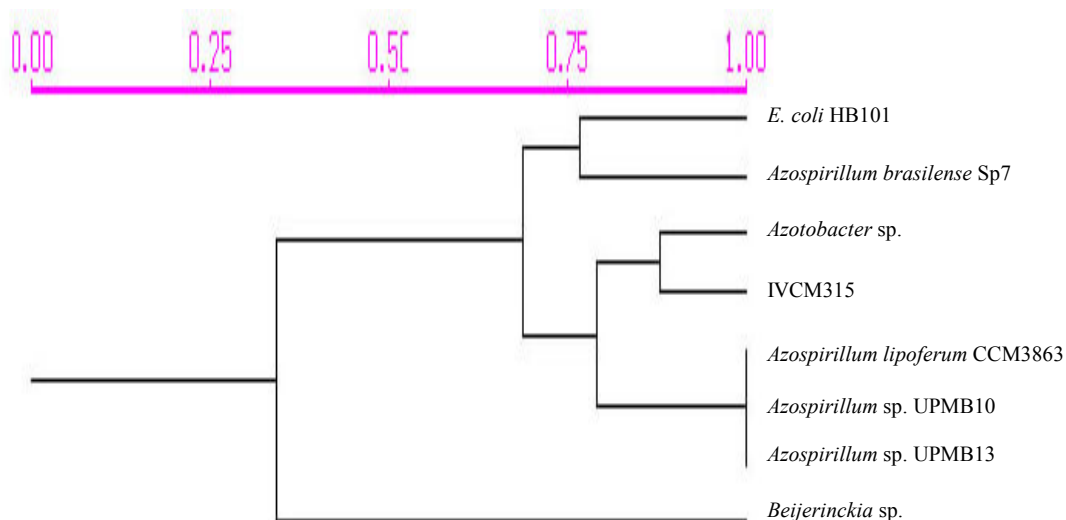 0.00 0.25 0.50 0.75 1.00
E. coli HB101
Azospirillum brasilense Sp7
Azotobacter sp.
IVCM315
Azospirillum lipoferum CCM3863
Azospirillum sp. UPMB10
Azospirillum sp. UPMB13
Beijerinckia sp.